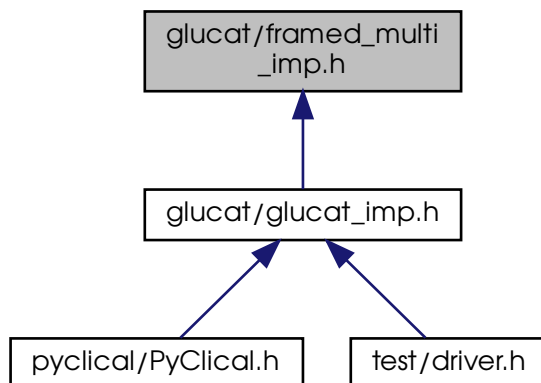 glucat/framed_multi
_imp.h
glucat/glucat_imp.h
pyclical/PyClical.h
test/driver.h